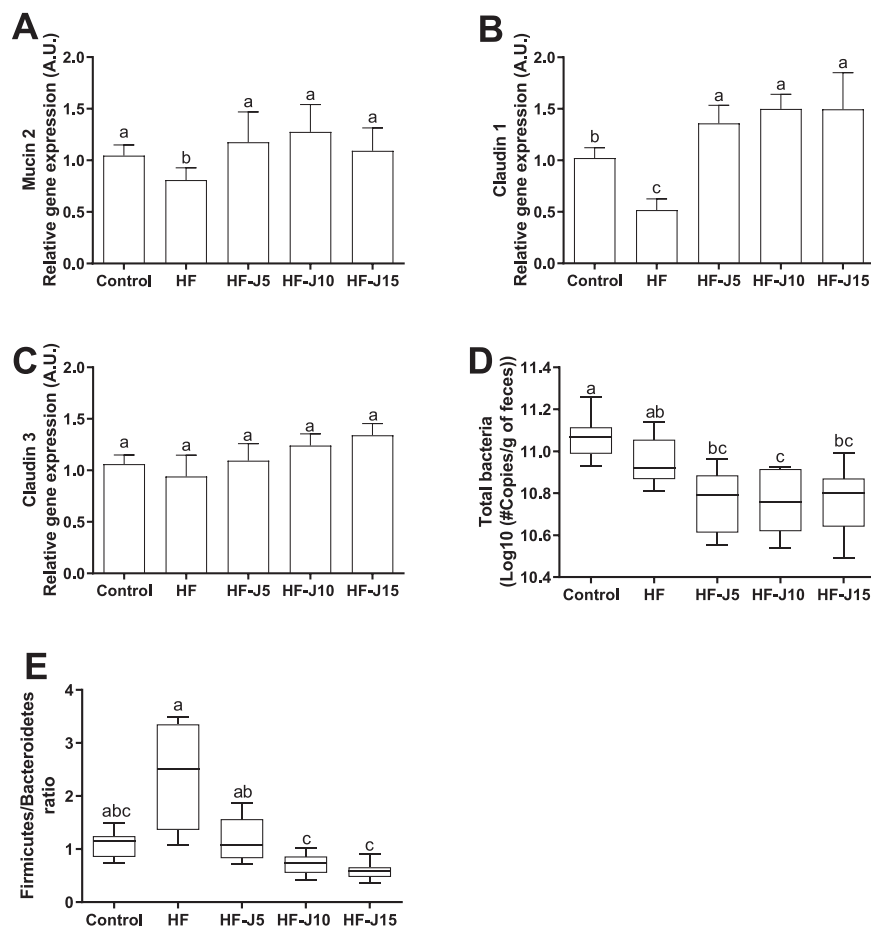 A
Mucin 2
Relative gene expression (A.U.)
2.0
1.5
1.0
0.5
0.0
a
b
a
a
a
Control HF HF-J5 HF-J10 HF-J15
B
Claudin 1
Relative gene expression (A.U.)
2.0
1.5
1.0
0.5
0.0
b
c
a
a
a
Control HF HF-J5 HF-J10 HF-J15
C
Claudin 3
Relative gene expression (A.U.)
2.0
1.5
1.0
0.5
0.0
a
a
a
a
a
Control HF HF-J5 HF-J10 HF-J15
D
Total bacteria
(Log10 (#Copies/g of feces))
11.4
11.2
11.0
10.8
10.6
10.4
a
ab
bc
c
bc
Control HF HF-J5 HF-J10 HF-J15
E
Firmicutes/Bacteroidetes
ratio
4
3
2
1
0
abc
a
ab
c
c
Control HF HF-J5 HF-J10 HF-J15